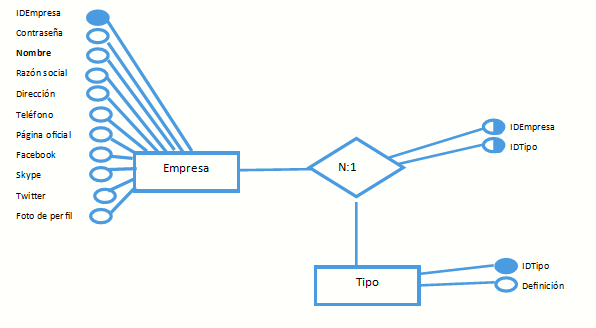 IDEmpresa
Contraseña
Nombre
Razón social
Dirección
Teléfono
Página oficial
Facebook
Skype
Twitter
Foto de perfil
Empresa
N:1
IDEmpresa
IDTipo
Tipo
IDTipo
Definición